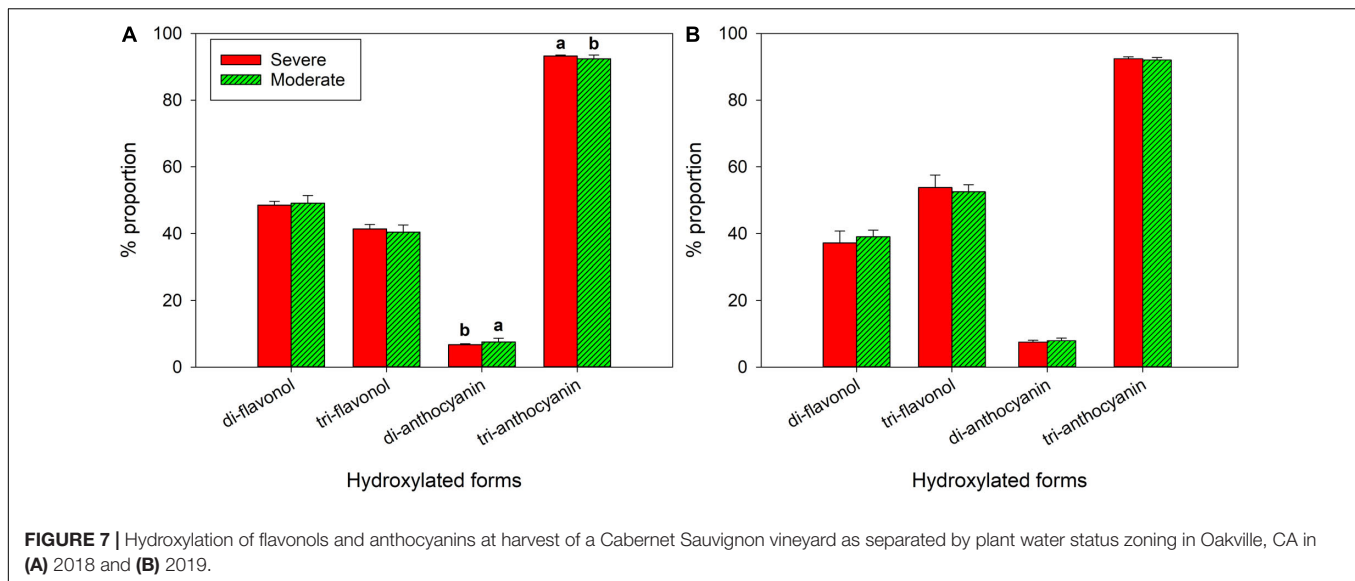 A
Severe
Moderate
% proportion
100
80
60
40
20
0
b
a
a
b
di-flavonol
tri-flavonol
di-anthocyanin
tri-anthocyanin
Hydroxylated forms
B
% proportion
100
80
60
40
20
0
di-flavonol
tri-flavonol
di-anthocyanin
tri-anthocyanin
Hydroxylated forms
FIGURE 7 | Hydroxylation of flavonols and anthocyanins at harvest of a Cabernet Sauvignon vineyard as separated by plant water status zoning in Oakville, CA in
(A) 2018 and (B) 2019.